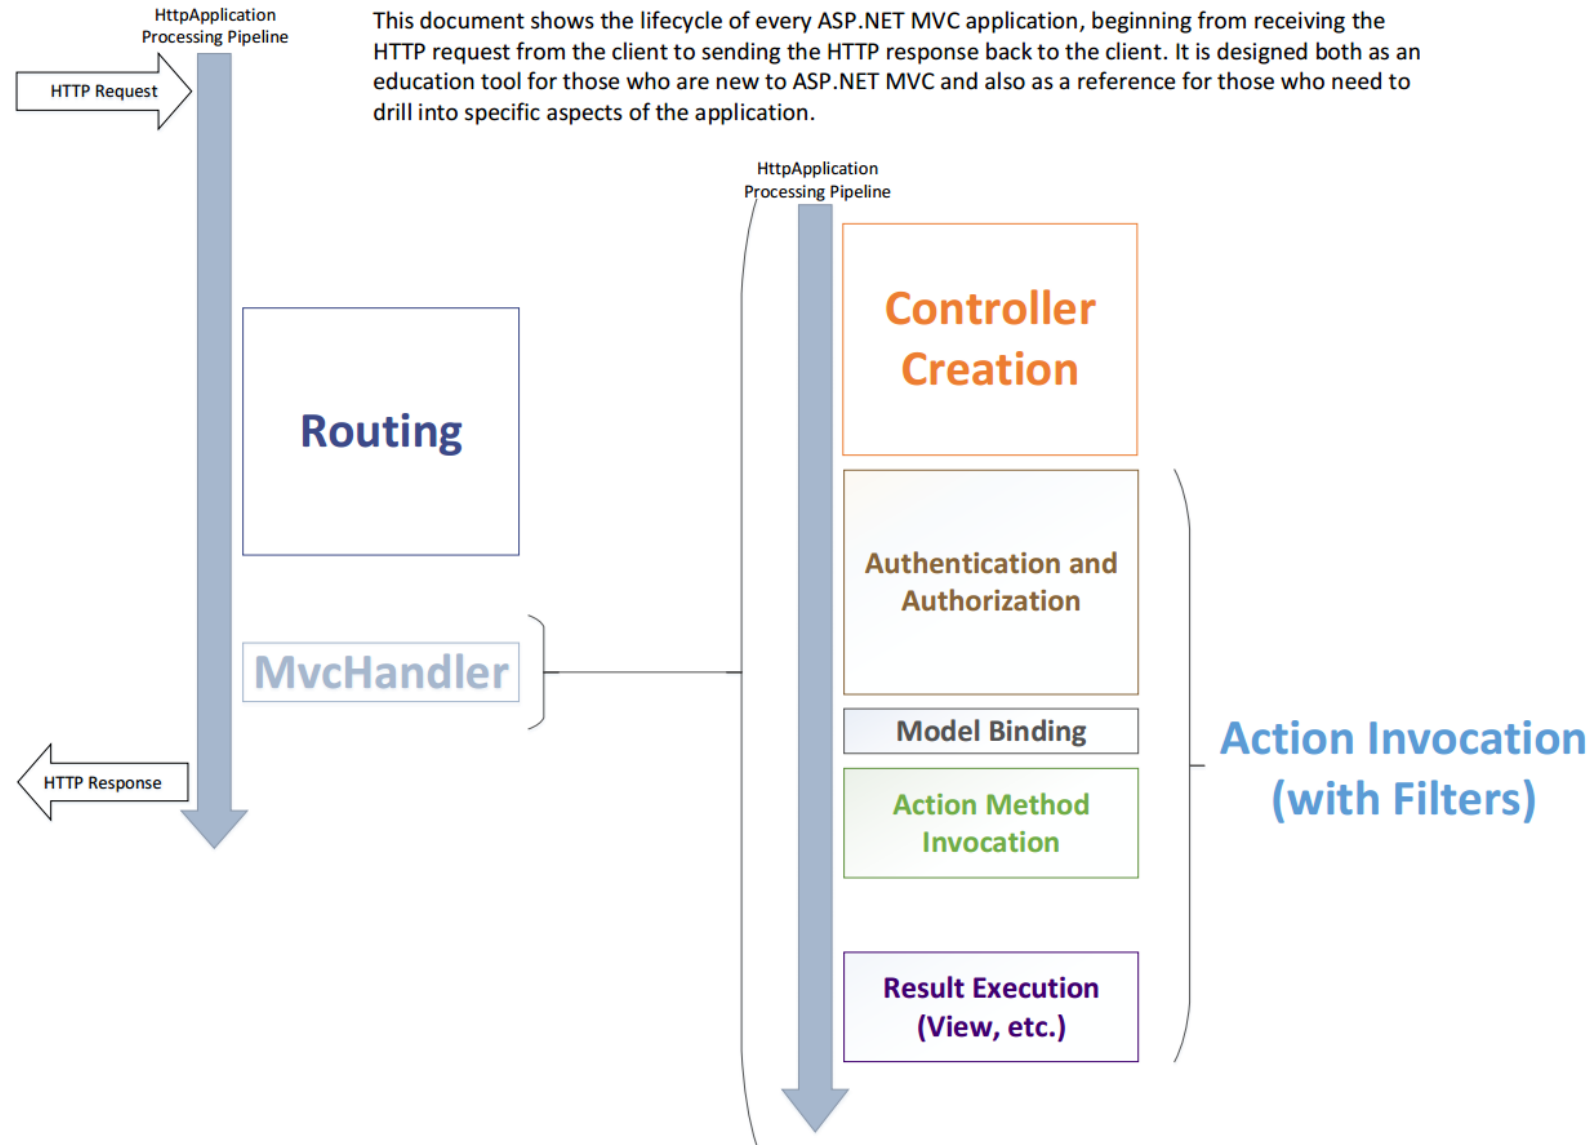 HttpApplication
Processing Pipeline
This document shows the lifecycle of every ASP.NET MVC application, beginning from receiving the
HTTP request from the client to sending the HTTP response back to the client. It is designed both as an
education tool for those who are new to ASP.NET MVC and also as a reference for those who need to
drill into specific aspects of the application.
HTTP Request
Routing
MvcHandler
HTTP Response
HttpApplication
Processing Pipeline
Controller
Creation
Authentication and
Authorization
Model Binding
Action Method
Invocation
Result Execution
(View, etc.)
Action Invocation
(with Filters)